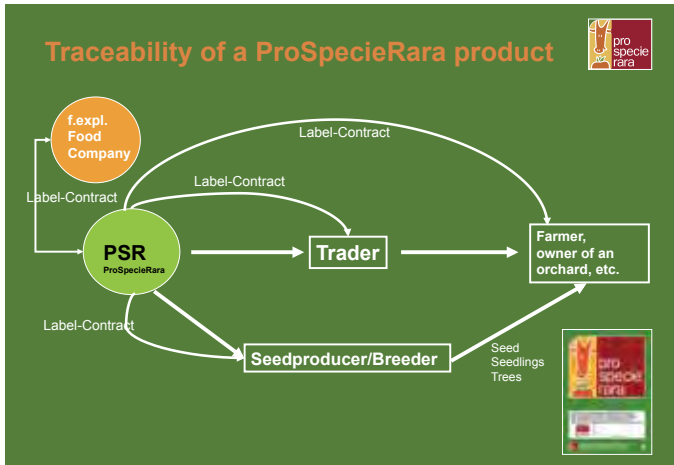 Traceability of a ProSpecieRara product
pro
specie
rara
f.expl.
Food
Company
Label-Contract
Label-Contract
Label-Contract
PSR
ProSpecieRara
Trader
Farmer,
owner of an
orchard, etc.
Label-Contract
Seedproducer/Breeder
Seed
Seedlings
Trees
pro
specie
rara